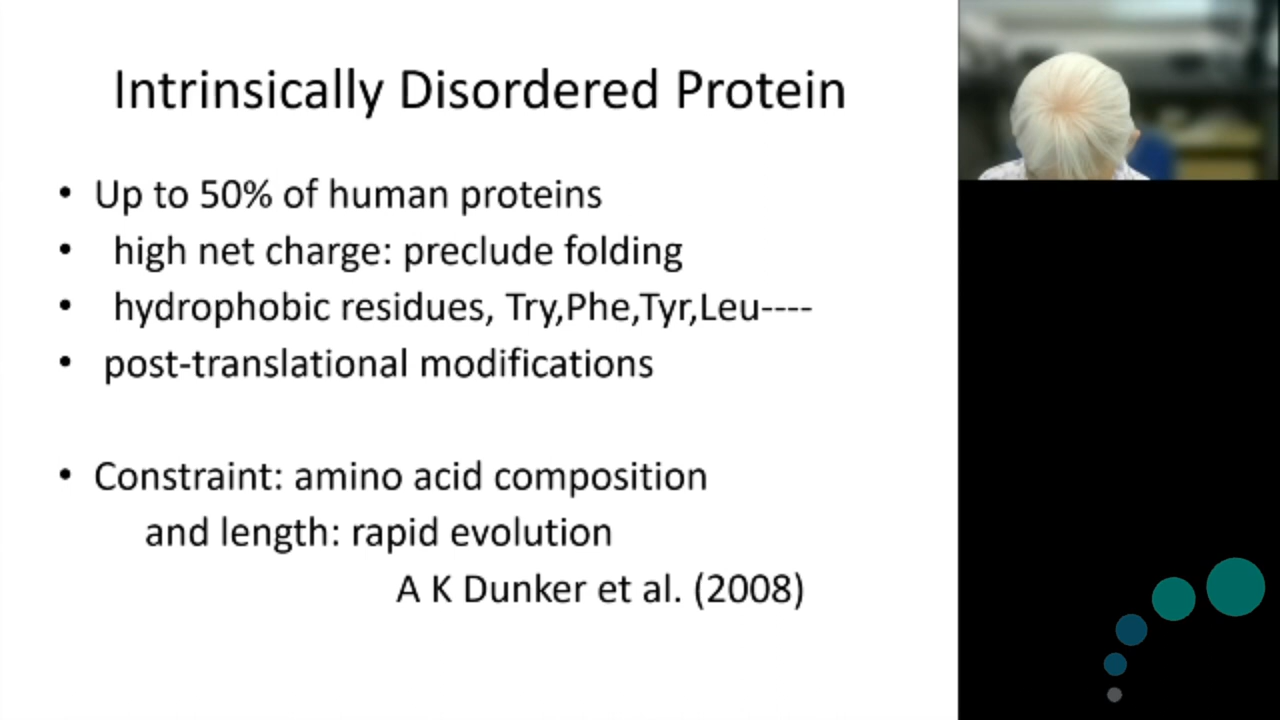 Intrinsically Disordered Protein
• Up to 50% of human proteins
• high net charge: preclude folding
• hydrophobic residues, Try,Phe,Tyr,Leu----
• post-translational modifications
• Constraint: amino acid composition
and length: rapid evolution
A K Dunker et al. (2008)